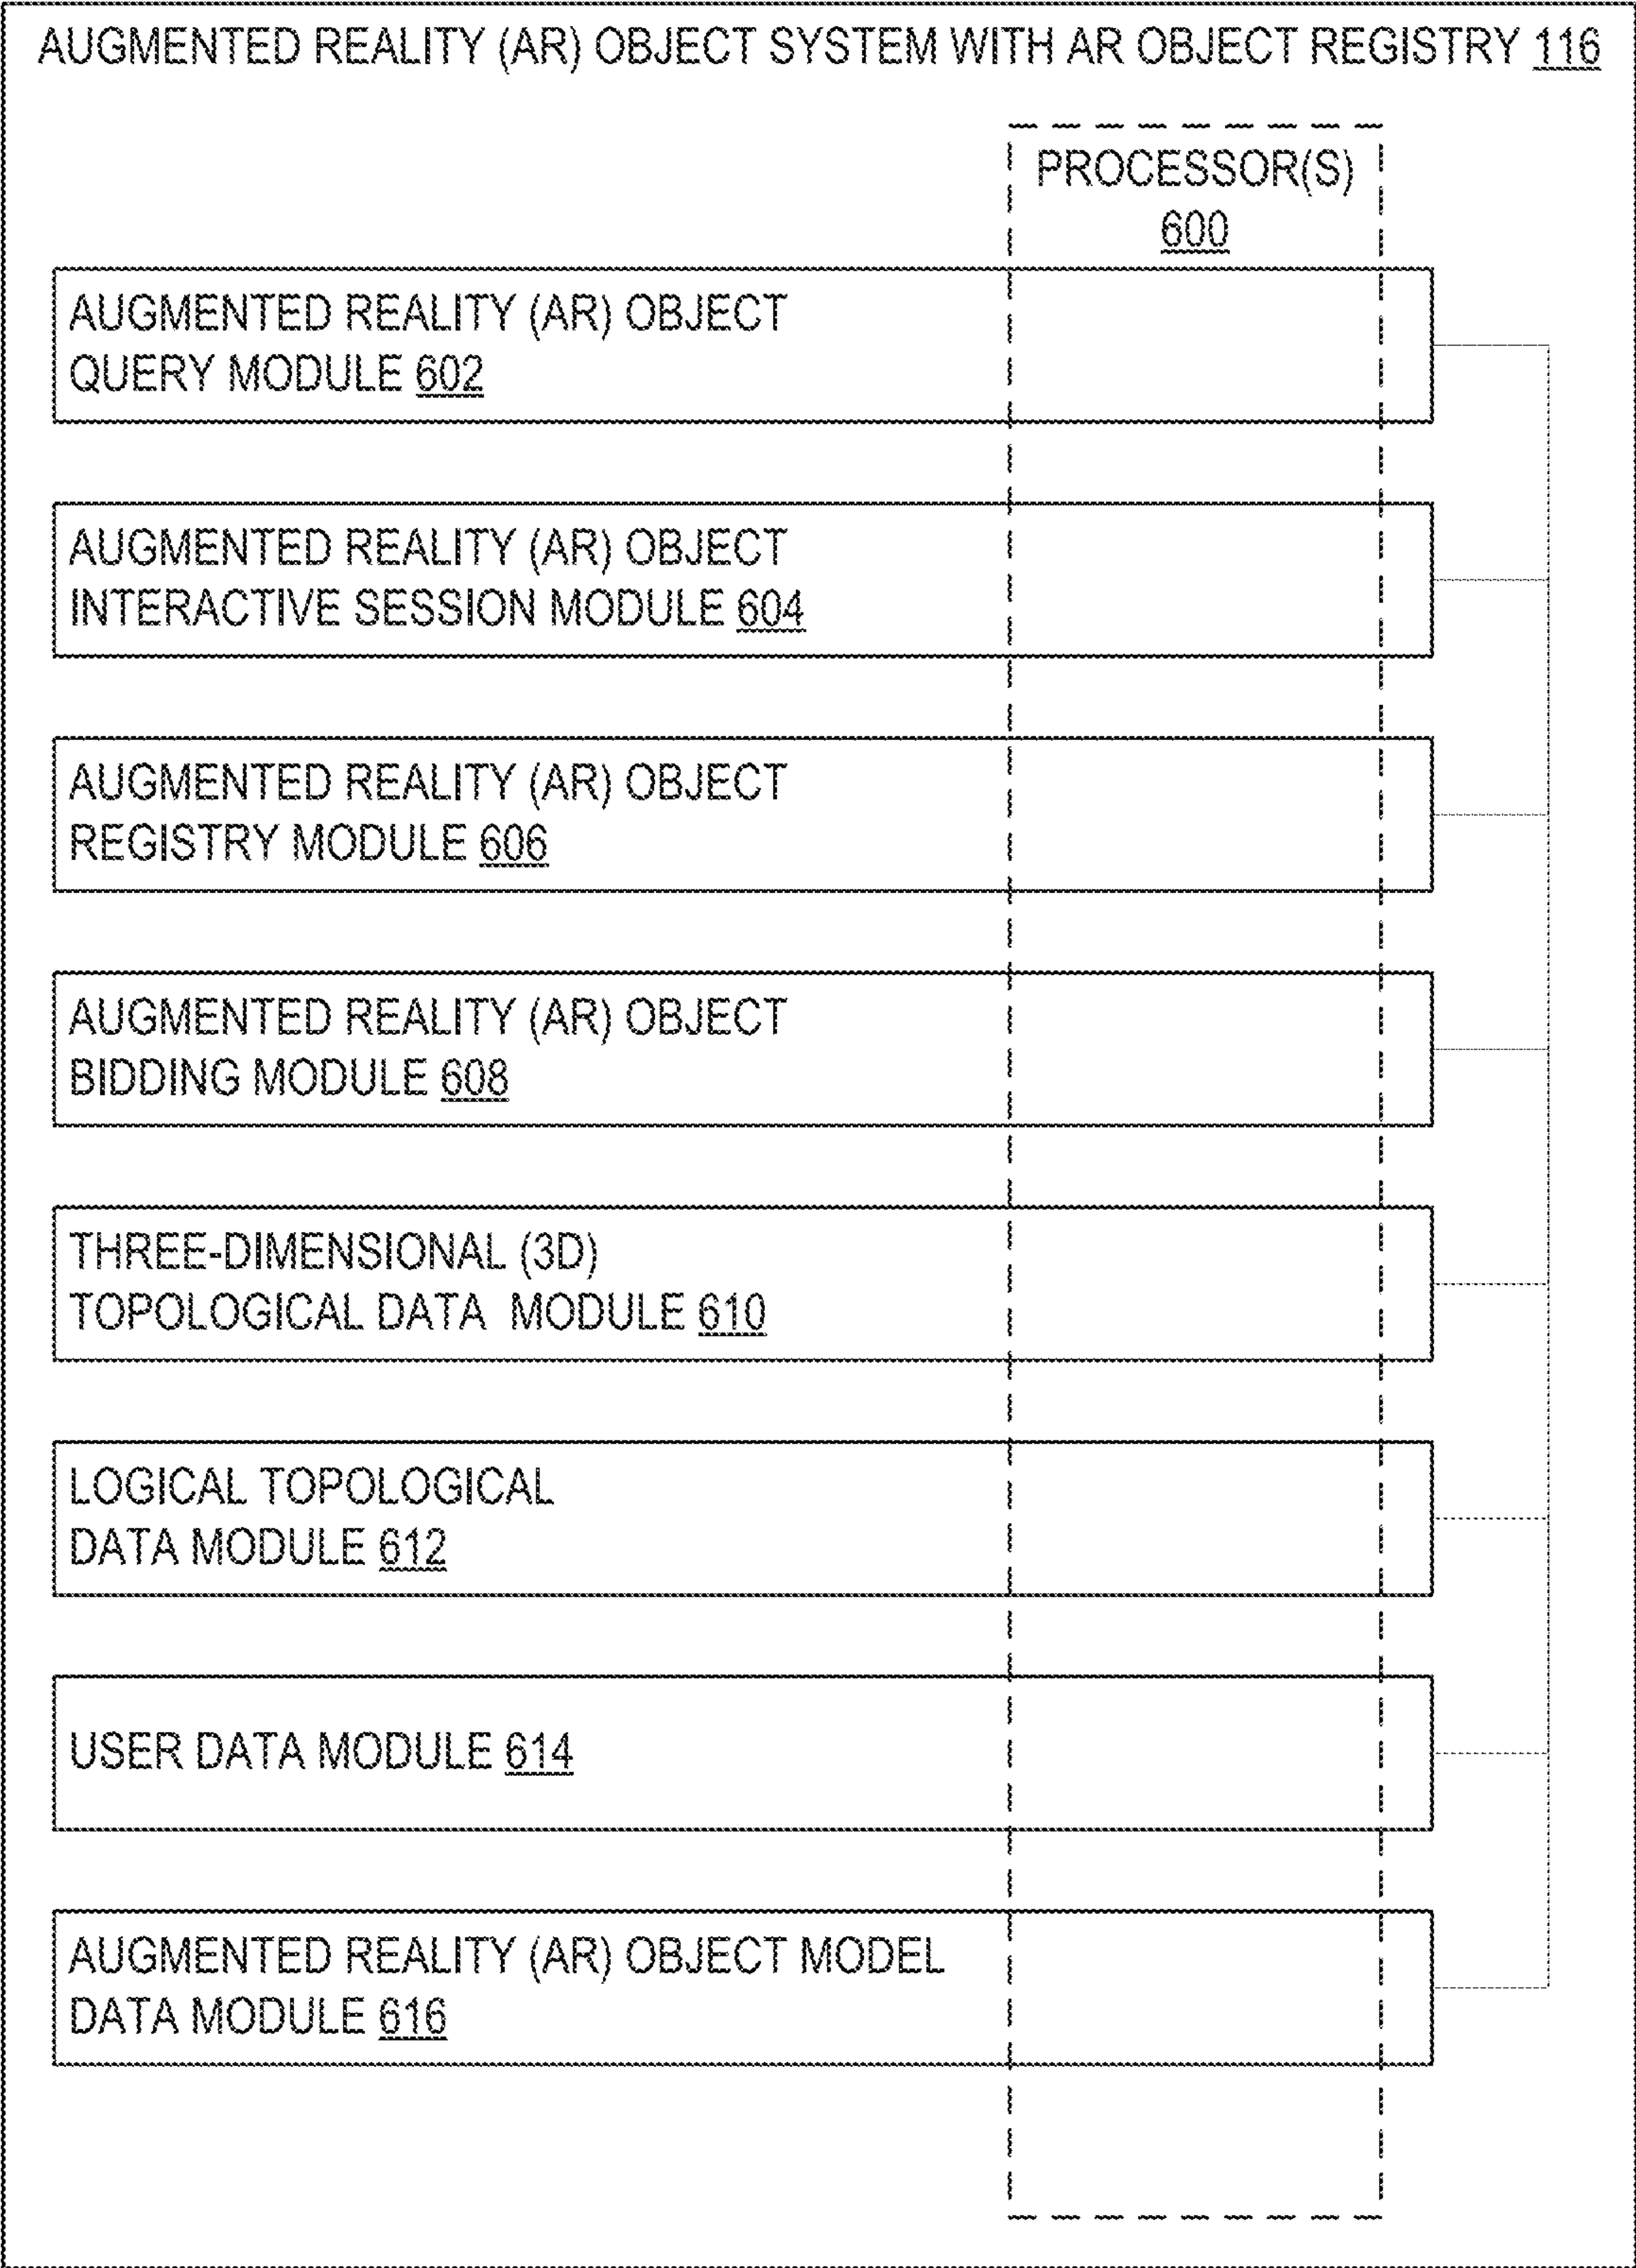 AUGMENTED REALITY (AR) OBJECT SYSTEM WITH AR OBJECT REGISTRY 116
PROCESSOR(S)
600
AUGMENTED REALITY (AR) OBJECT
QUERY MODULE 602
AUGMENTED REALITY (AR) OBJECT
INTERACTIVE SESSION MODULE 604
AUGMENTED REALITY (AR) OBJECT
REGISTRY MODULE 606
AUGMENTED REALITY (AR) OBJECT
BIDDING MODULE 608
THREE-DIMENSIONAL (3D)
TOPOLOGICAL DATA MODULE 610
LOGICAL TOPOLOGICAL
DATA MODULE 612
USER DATA MODULE 614
AUGMENTED REALITY (AR) OBJECT MODEL
DATA MODULE 616